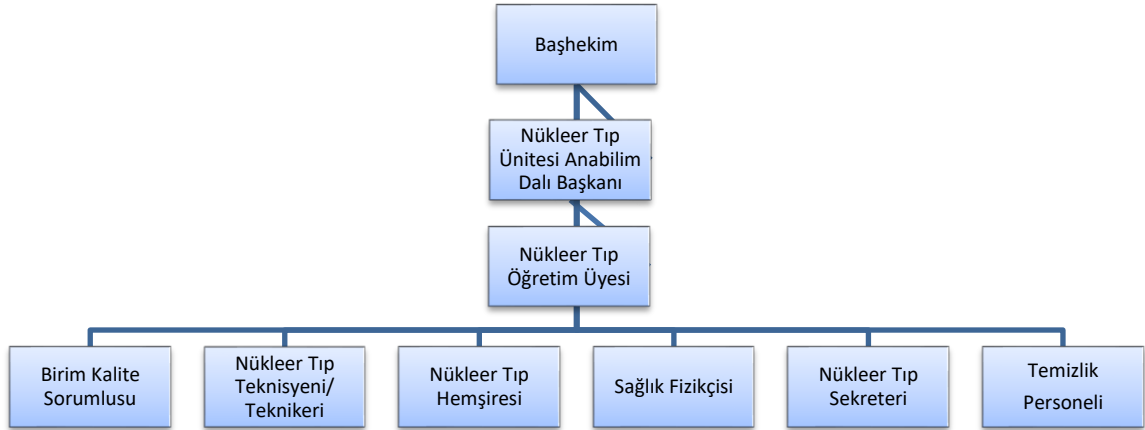 Başhekim
Nükleer Tıp
Ünitesi Anabilim
Dalı Başkanı
Nükleer Tıp
Öğretim Üyesi
Birim Kalite
Sorumlusu
Nükleer Tıp
Teknisyeni/
Teknikeri
Nükleer Tıp
Hemşiresi
Sağlık Fizikçisi
Nükleer Tıp
Sekreteri
Temizlik
Personeli